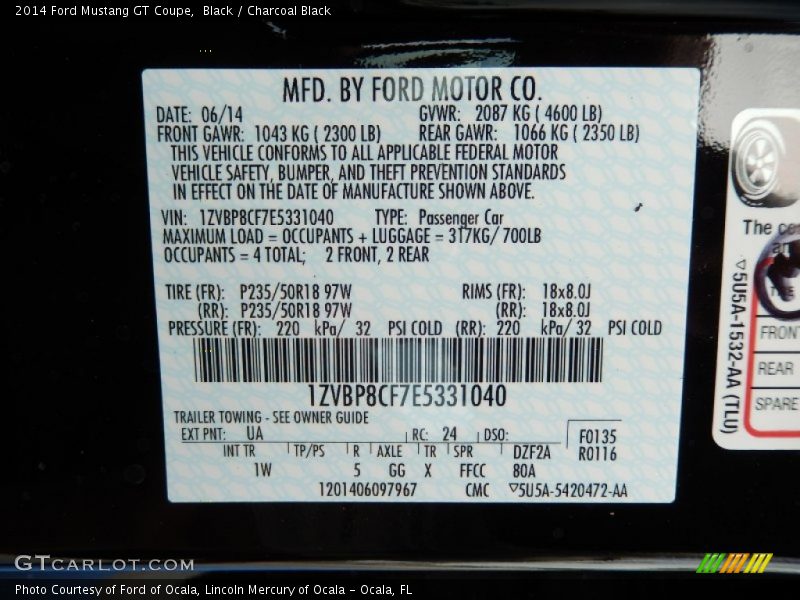 2014 Ford Mustang GT Coupe,  Black / Charcoal Black
MFD. BY FORD MOTOR CO.
DATE: 06/14 GVWR: 2087 KG ( 4600 LB)
FRONT GAWR: 1043 KG ( 2300 LB) REAR GAWR: 1066 KG ( 2350 LB)
THIS VEHICLE CONFORMS TO ALL APPLICABLE FEDERAL MOTOR
VEHICLE SAFETY, BUMPER, AND THEFT PREVENTION STANDARDS
IN EFFECT ON THE DATE OF MANUFACTURE SHOWN ABOVE.
VIN: 1ZVBP8CF7E5331040 TYPE: Passenger Car
MAXIMUM LOAD = OCCUPANTS + LUGGAGE = 317KG/ 700LB
OCCUPANTS = 4 TOTAL; 2 FRONT, 2 REAR
TIRE (FR): P235/50R18 97W RIMS (FR): 18x8.0J
(RR): P235/50R18 97W (RR): 18x8.0J
PRESSURE (FR): 220 kPa/ 32 PSI COLD (RR): 220 kPa/ 32 PSI COLD
1ZVBP8CF7E5331040
TRAILER TOWING - SEE OWNER GUIDE
EXT PNT: UA RC: 24 DSO: F0135
INT TR TP/PS R AXLE TR SPR DZF2A R0116
1W 5 GG X FFCC 80A
1201406097967 CMC ▽5U5A-5420472-AA
The
▽5U5A-1532-AA (TLU)
FRONT
REAR
SPARE
GTCARLOT.COM
Photo Courtesy of Ford of Ocala, Lincoln Mercury of Ocala - Ocala, FL